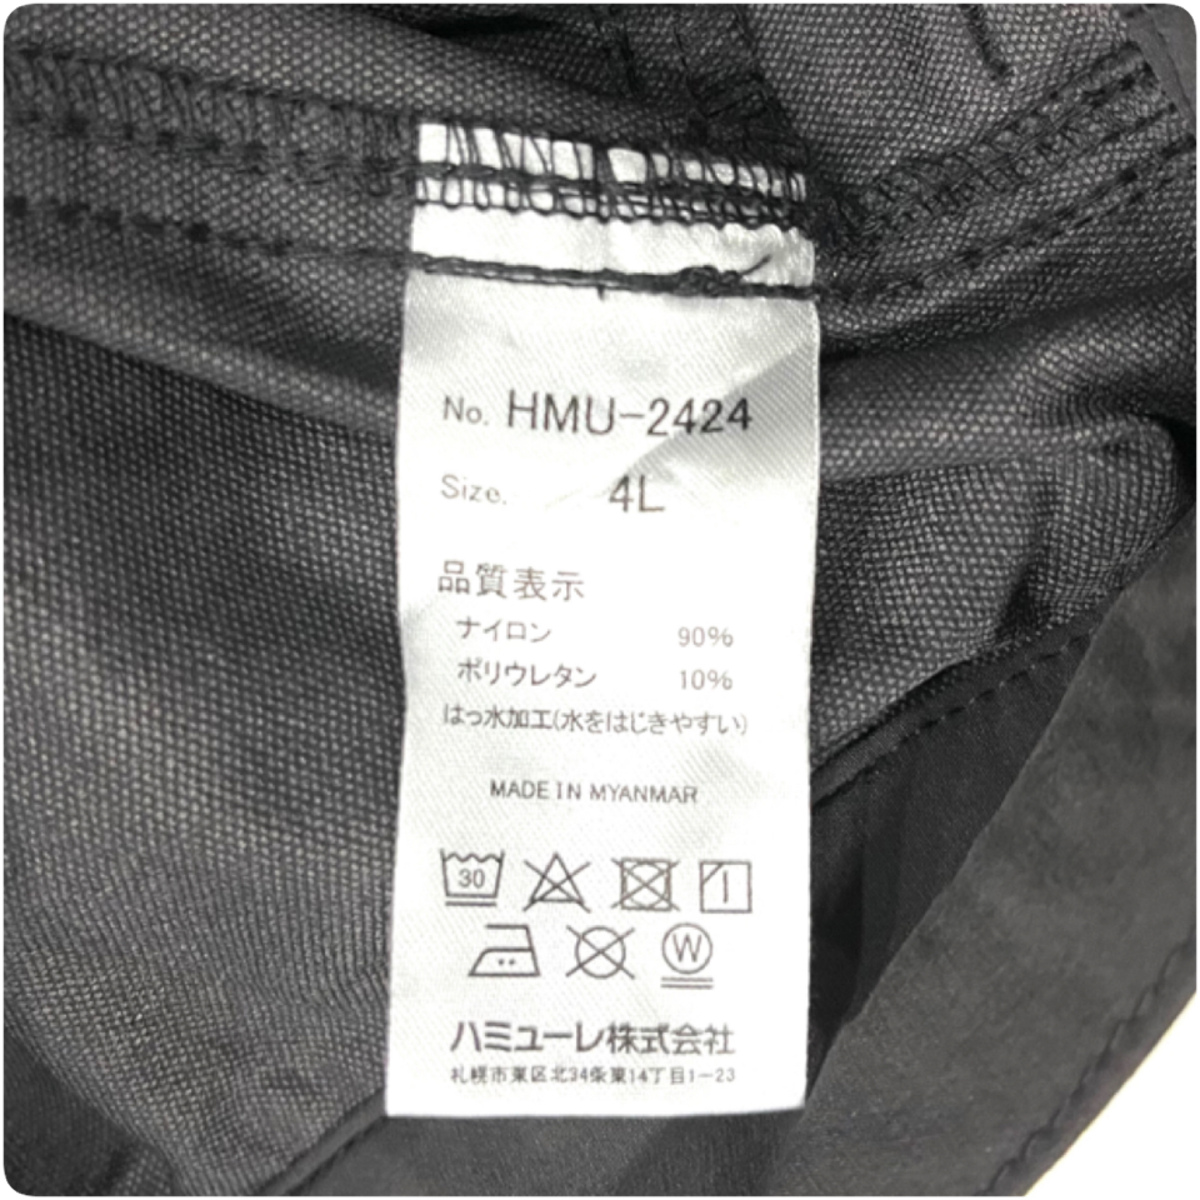 No. HMU-2424
Size. 4L
品質表示
ナイロン 90%
ポリウレタン 10%
はっ水加工(水をはじきやすい)
MADE IN MYANMAR
30
W
ハミューレ株式会社
札幌市東区北34条東14丁目1-23